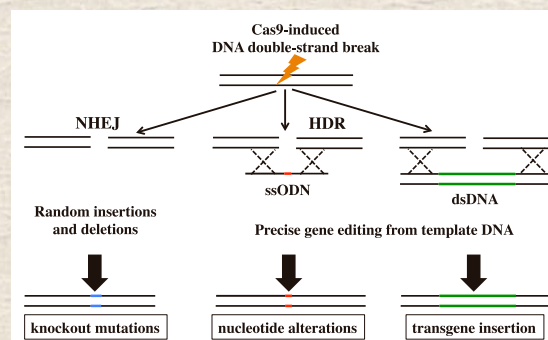 Cas9-induced
DNA double-strand break
NHEJ
HDR
ssODN
dsDNA
Random insertions
and deletions
Precise gene editing from template DNA
knockout mutations
nucleotide alterations
transgene insertion